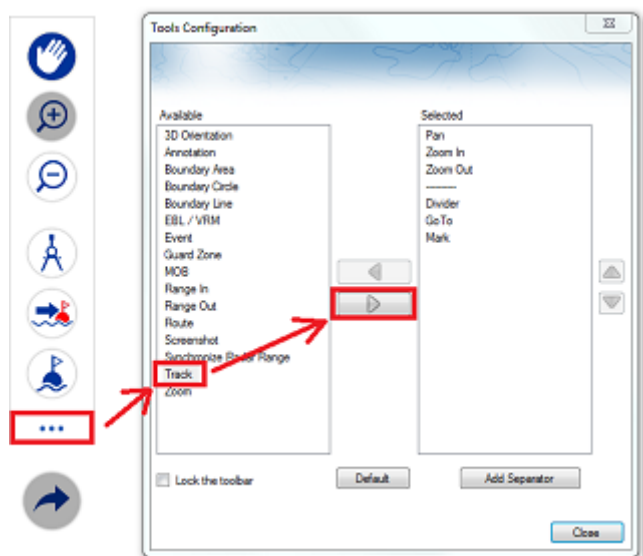 Tools Configuration
Available
3D Orientation
Annotation
Boundary Area
Boundary Circle
Boundary Line
EBL / VRM
Event
Guard Zone
MOB
Range In
Range Out
Route
Screenshot
Synchronize Radar Range
Track
Zoom
Selected
Pan
Zoom In
Zoom Out
----------
Divider
GoTo
Mark
Lock the toolbar
Default
Add Separator
Close